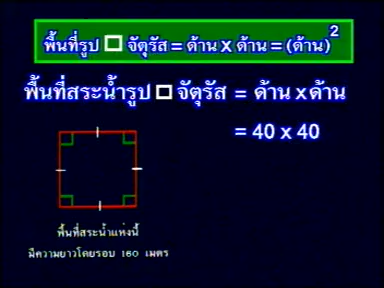 พื้นที่รูป □ จัตุรัส = ด้าน x ด้าน = (ด้าน)²
พื้นที่สระน้ำรูป □ จัตุรัส = ด้าน x ด้าน
= 40 x 40
พื้นที่สระน้ำแห่งนี้
มีความยาวโดยรอบ 160 เมตร